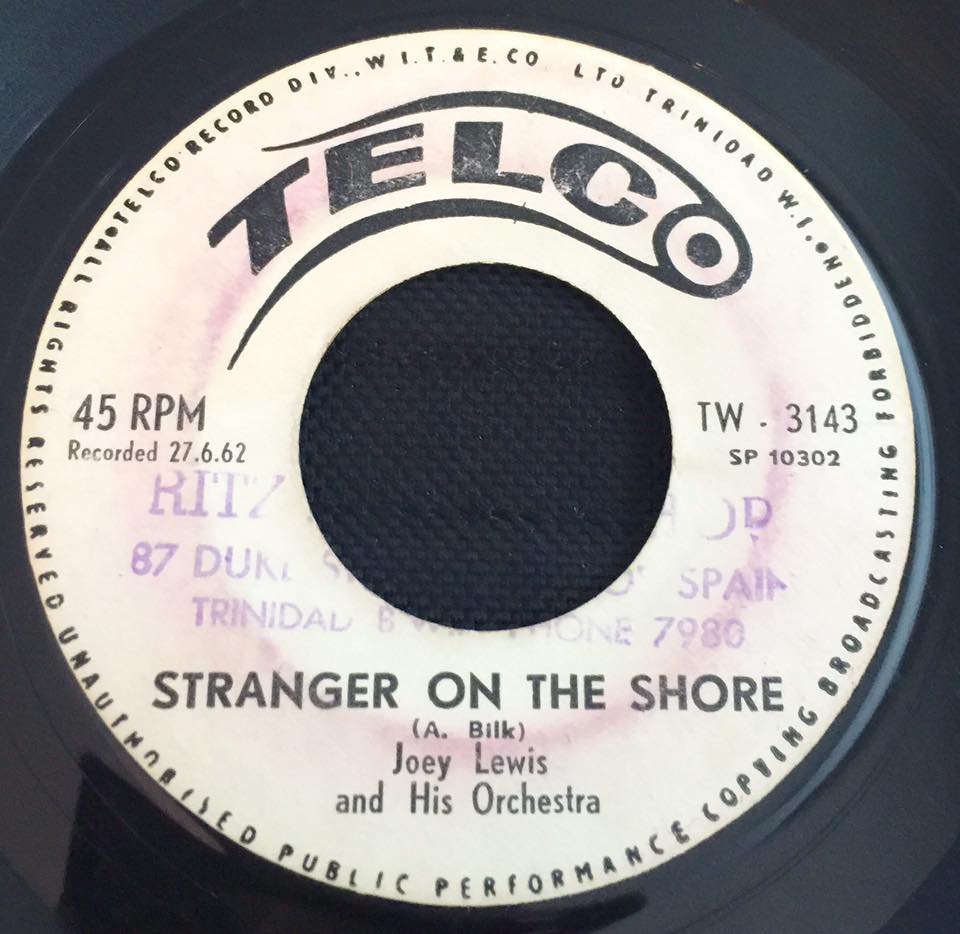 ALL RIGHTS RESERVED UNAUTHORISED PUBLIC PERFORMANCE COPYING BROADCASTING FORBIDDEN
TELCO RECORD DIV., W I.T.& E.CO LTD TRINIDAD W.I.
TELCO
45 RPM
Recorded 27.6.62
TW - 3143
SP 10302
RITZ
87 SPAIN
TRINIDAD B PHONE 7980
STRANGER ON THE SHORE
(A. Bilk)
Joey Lewis
and His Orchestra